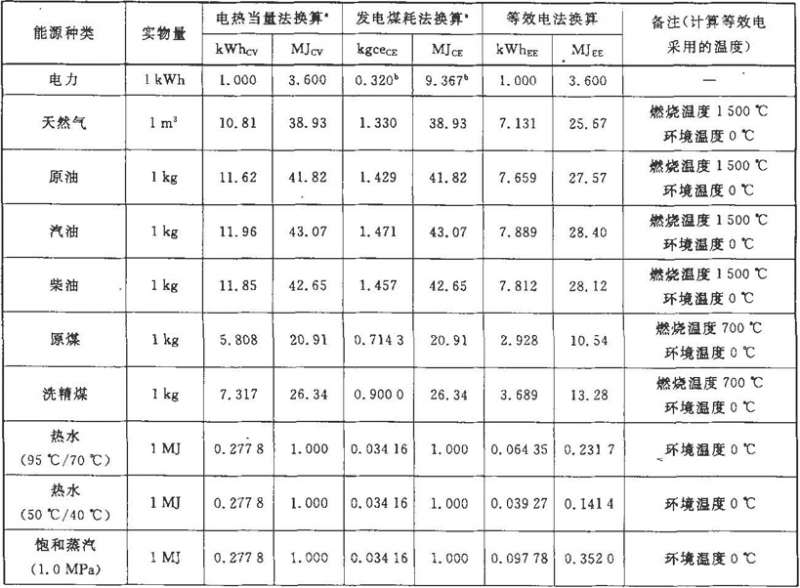 能源种类 实物量 电热当量法换算ᵃ 发电煤耗法换算ᵃ 等效电法换算 备注(计算等效电
采用的温度)
kWhCV MJCV kgceCE MJCE kWhEE MJEE
电力 1 kWh 1.000 3.600 0.320ᵇ 9.367ᵇ 1.000 3.600 —
天然气 1 m³ 10.81 38.93 1.330 38.93 7.131 25.67 燃烧温度 1 500 ℃
环境温度 0 ℃
原油 1 kg 11.62 41.82 1.429 41.82 7.659 27.57 燃烧温度 1 500 ℃
环境温度 0 ℃
汽油 1 kg 11.96 43.07 1.471 43.07 7.889 28.40 燃烧温度 1 500 ℃
环境温度 0 ℃
柴油 1 kg 11.85 42.65 1.457 42.65 7.812 28.12 燃烧温度 1 500 ℃
环境温度 0 ℃
原煤 1 kg 5.808 20.91 0.714 3 20.91 2.928 10.54 燃烧温度 700 ℃
环境温度 0 ℃
洗精煤 1 kg 7.317 26.34 0.900 0 26.34 3.689 13.28 燃烧温度 700 ℃
环境温度 0 ℃
热水
(95 ℃/70 ℃) 1 MJ 0.277 8 1.000 0.034 16 1.000 0.064 35 0.231 7 环境温度 0 ℃
热水
(50 ℃/40 ℃) 1 MJ 0.277 8 1.000 0.034 16 1.000 0.039 27 0.141 4 环境温度 0 ℃
饱和蒸汽
(1.0 MPa) 1 MJ 0.277 8 1.000 0.034 16 1.000 0.097 78 0.352 0 环境温度 0 ℃